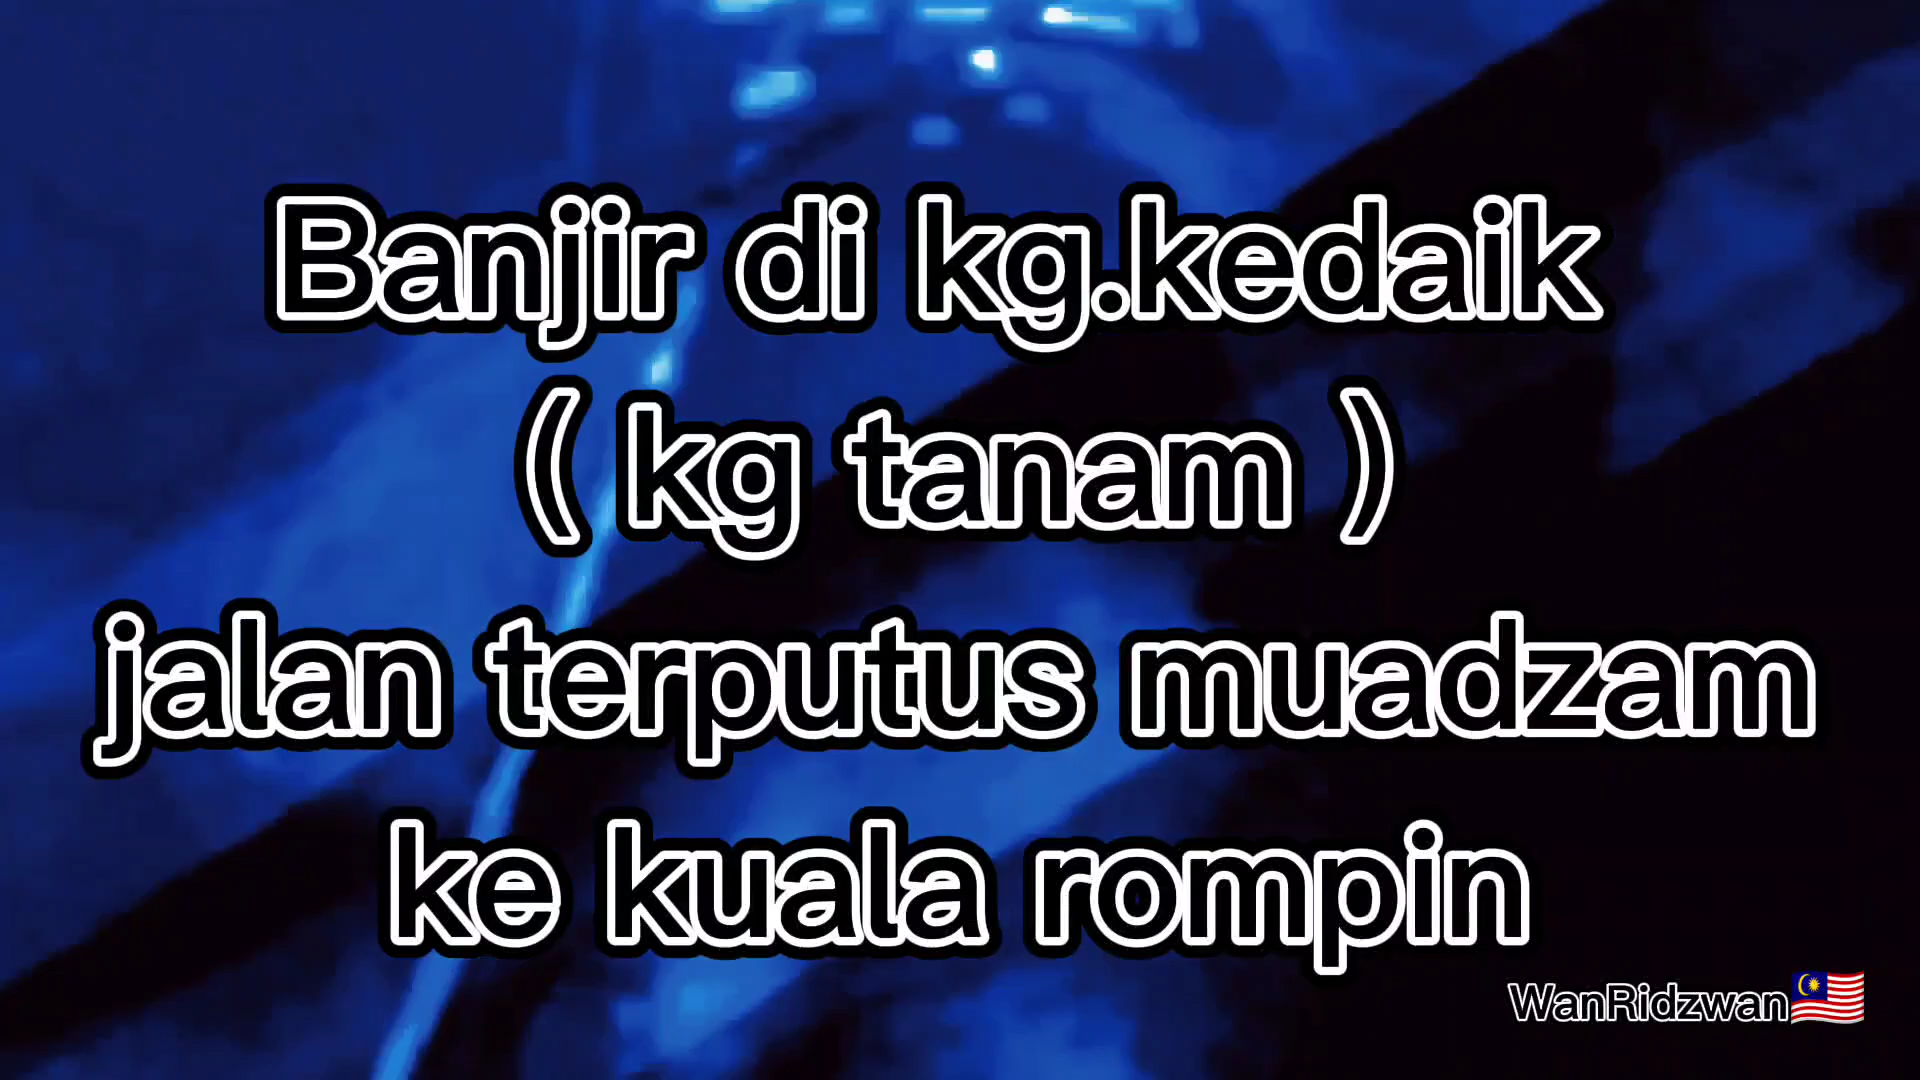 Banjir di kg.kedaik
( kg tanam )
jalan terputus muadzam
ke kuala rompin
WanRidzwan🇲🇾